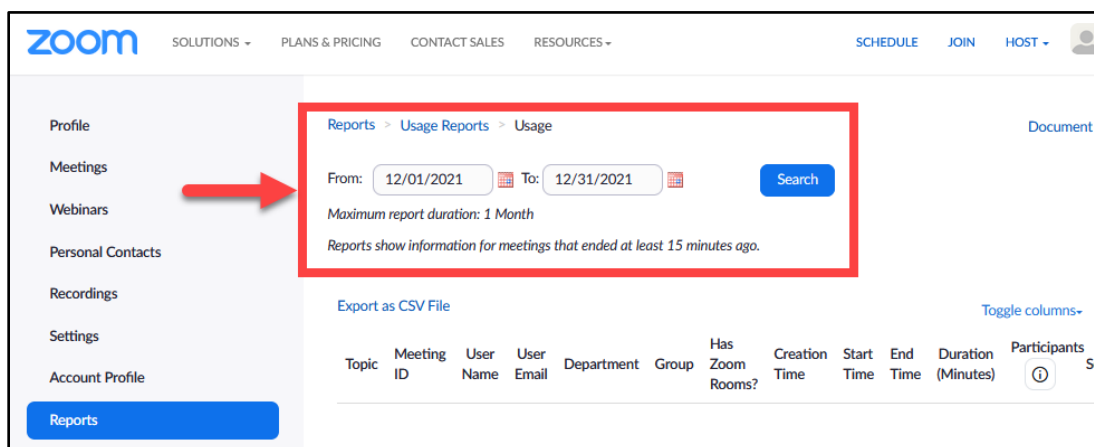 zoom SOLUTIONS PLANS & PRICING CONTACT SALES RESOURCES SCHEDULE JOIN HOST
Profile
Meetings
Webinars
Personal Contacts
Recordings
Settings
Account Profile
Reports
Reports > Usage Reports > Usage
Document
From: 12/01/2021 To: 12/31/2021 Search
Maximum report duration: 1 Month
Reports show information for meetings that ended at least 15 minutes ago.
Export as CSV File
Toggle columns
Topic
Meeting
ID
User
Name
User
Email
Department
Group
Has
Zoom
Rooms?
Creation
Time
Start
Time
End
Time
Duration
(Minutes)
Participants